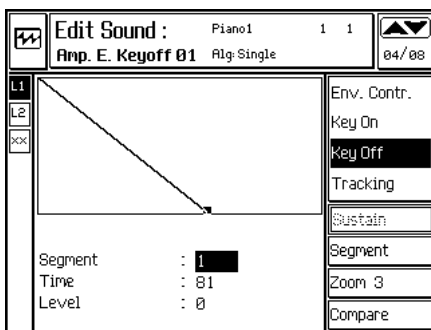 Edit Sound : Piano1 1 1
Amp. E. Keyoff 01 Alg: Single 04/08
L1
L2
xx
Env. Contr.
Key On
Key Off
Tracking
Sustain
Segment
Zoom 3
Compare
Segment : 1
Time : 81
Level : 0